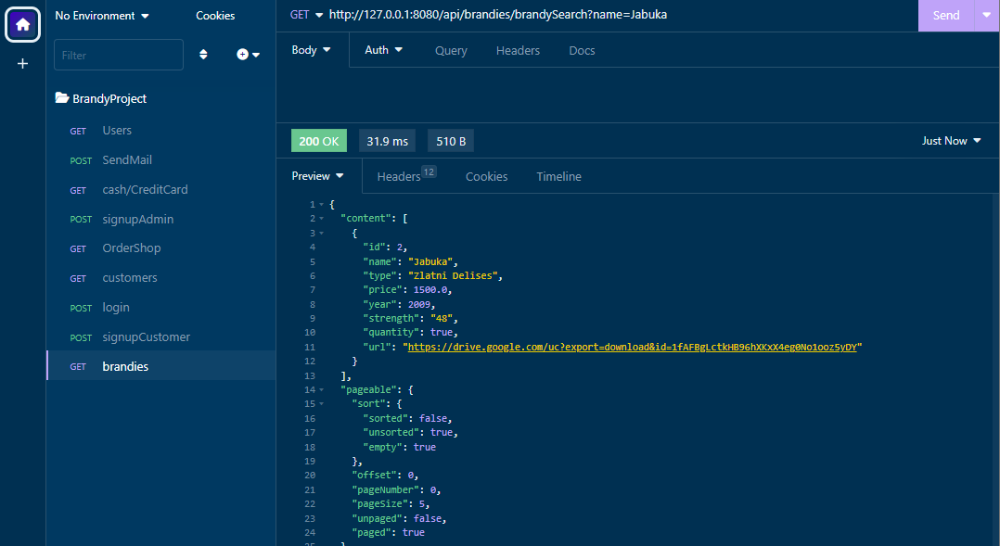 No Environment
Cookies
GET http://127.0.0.1:8080/api/brandies/brandySearch?name=Jabuka
Send
Filter
Body
Auth
Query
Headers
Docs
BrandyProject
GET Users
POST SendMail
GET cash/CreditCard
POST signupAdmin
GET OrderShop
GET customers
POST login
POST signupCustomer
GET brandies
200 OK
31.9 ms
510 B
Just Now
Preview
Headers 12
Cookies
Timeline
1 {
2 "content": [
3 {
4 "id": 2,
5 "name": "Jabuka",
6 "type": "Zlatni Delises",
7 "price": 1500.0,
8 "year": 2009,
9 "strength": "48",
10 "quantity": true,
11 "url": "https://drive.google.com/uc?export=download&id=1fAFBgLctkHB96hXKxX4eg0No1ooz5yDY"
12 }
13 ],
14 "pageable": {
15 "sort": {
16 "sorted": false,
17 "unsorted": true,
18 "empty": true
19 },
20 "offset": 0,
21 "pageNumber": 0,
22 "pageSize": 5,
23 "unpaged": false,
24 "paged": true